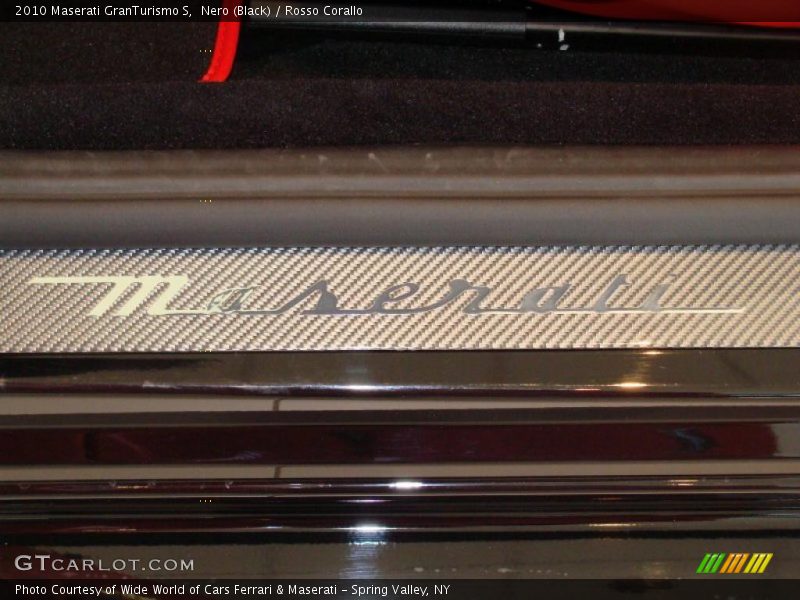 2010 Maserati GranTurismo S, Nero (Black) / Rosso Corallo
Maserati
GTCARLOT.COM
Photo Courtesy of Wide World of Cars Ferrari & Maserati – Spring Valley, NY